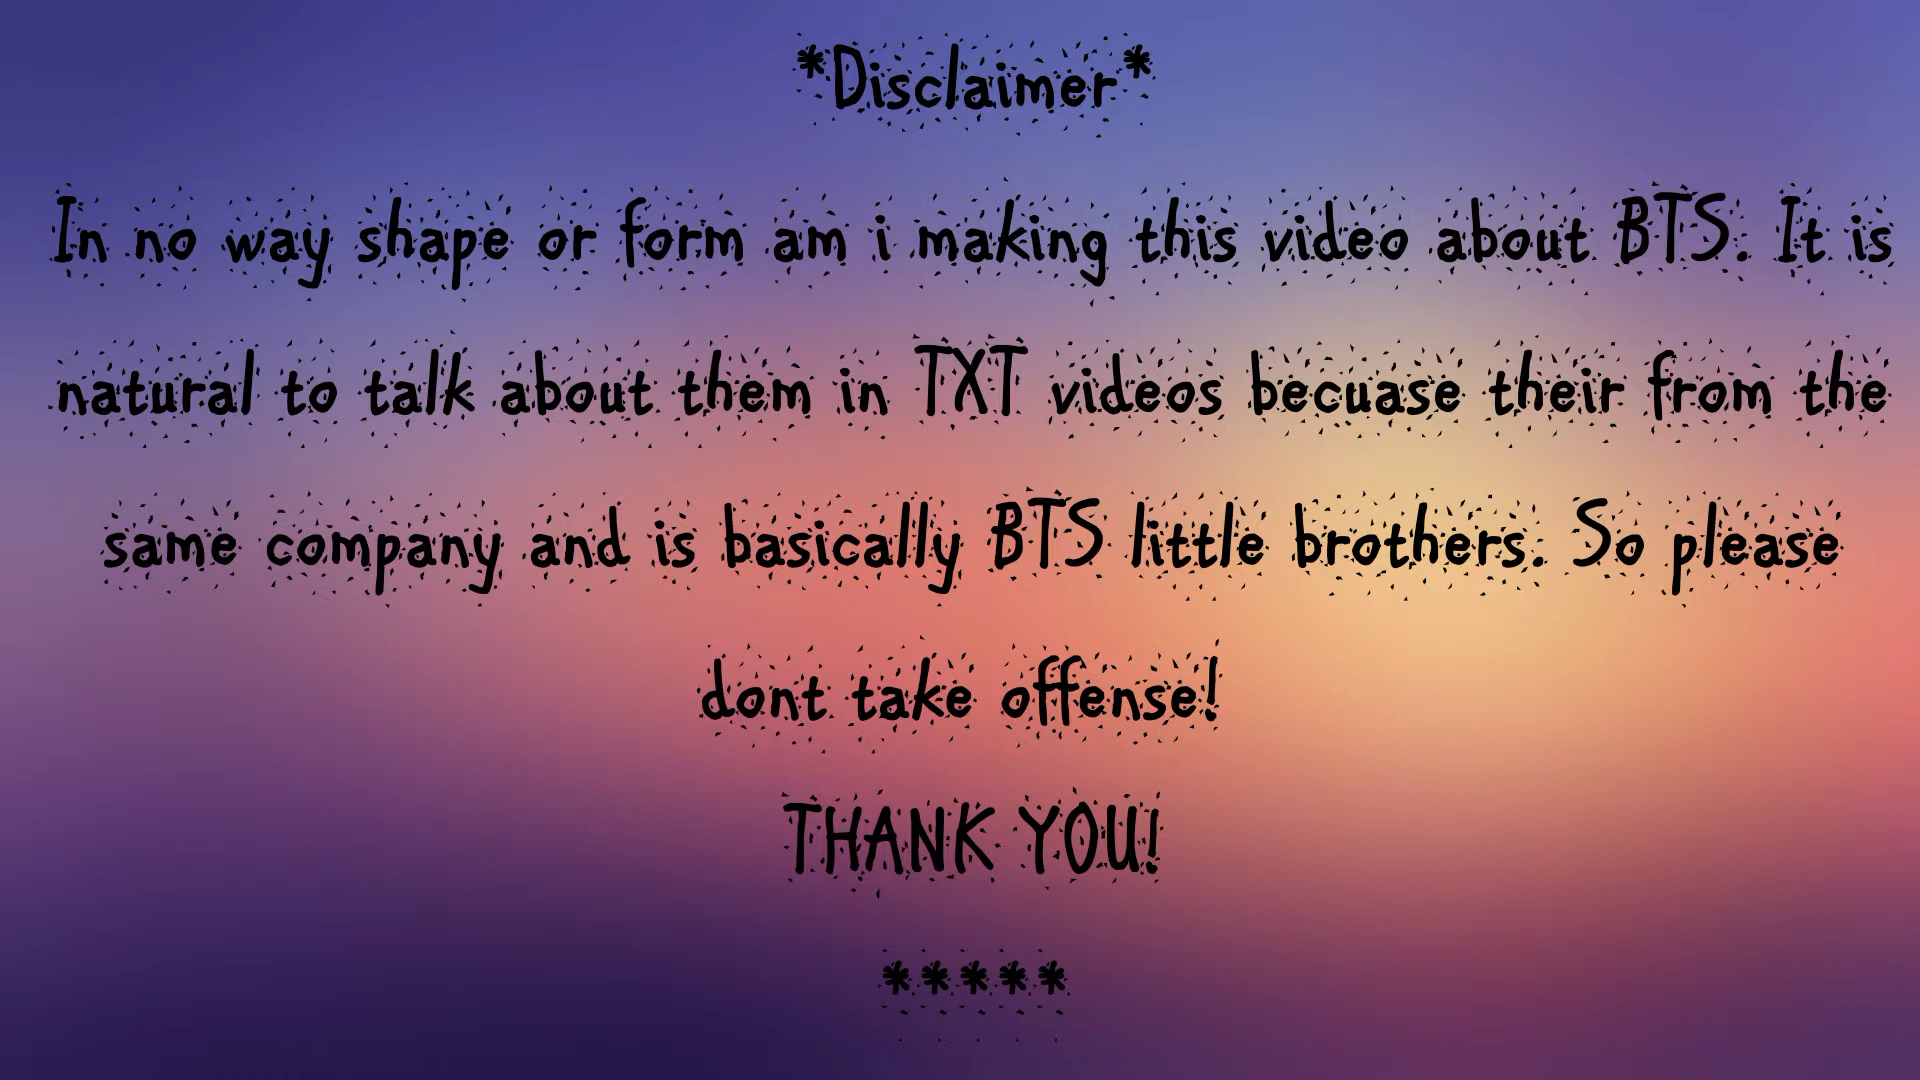 *Disclaimer*
In no way shape or form am i making this video about BTS. It is
natural to talk about them in TXT videos becuase their from the
same company and is basically BTS little brothers. So please
dont take offense!
THANK YOU!
*****